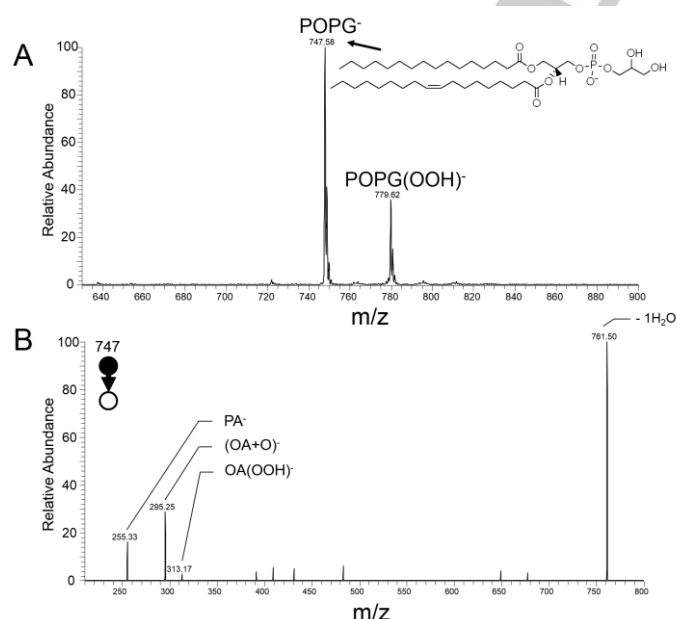 A
POPG⁻
747.58
O
O
O
O
P
O
O⁻
O
OH
OH
H
O
O
POPG(OOH)⁻
779.62
Relative Abundance
100
80
60
40
20
0
640 660 680 700 720 740 760 780 800 820 840 860 880 900
m/z
B
747
- 1H₂O
761.50
PA⁻
(OA+O)⁻
OA(OOH)⁻
295.25
255.33
313.17
Relative Abundance
100
80
60
40
20
0
250 300 350 400 450 500 550 600 650 700 750 800
m/z